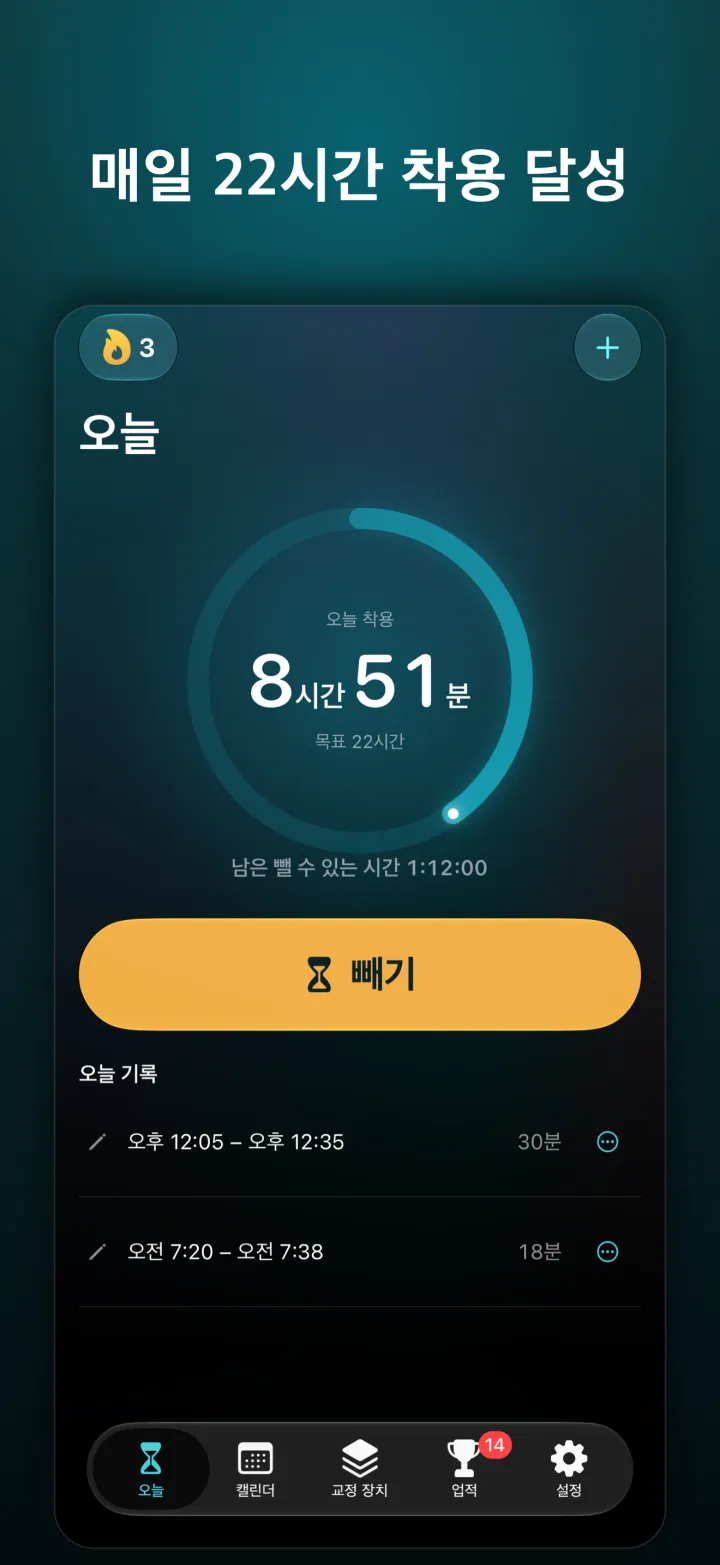 매일 22시간 착용 달성
3
오늘
오늘 착용
8시간 51분
목표 22시간
남은 뺄 수 있는 시간 1:12:00
빼기
오늘 기록
오후 12:05 – 오후 12:35 30분
오전 7:20 – 오전 7:38 18분
14
오늘 캘린더 교정 장치 업적 설정